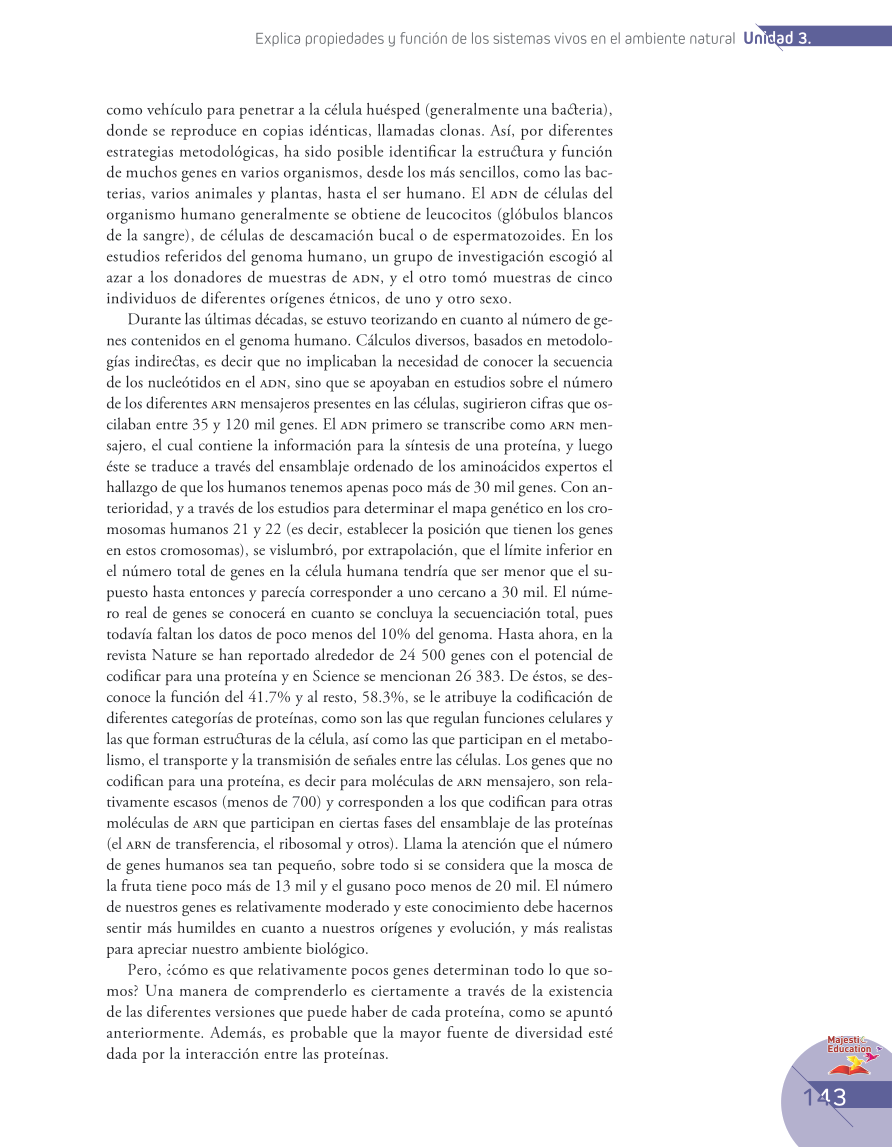 Explica propiedades y función de los sistemas vivos en el ambiente natural Unidad 3.
como vehículo para penetrar a la célula huésped (generalmente una bacteria),
donde se reproduce en copias idénticas, llamadas clonas. Así, por diferentes
estrategias metodológicas, ha sido posible identificar la estructura y función
de muchos genes en varios organismos, desde los más sencillos, como las bac-
terias, varios animales y plantas, hasta el ser humano. El ADN de células del
organismo humano generalmente se obtiene de leucocitos (glóbulos blancos
de la sangre), de células de descamación bucal o de espermatozoides. En los
estudios referidos del genoma humano, un grupo de investigación escogió al
azar a los donadores de muestras de ADN, y el otro tomó muestras de cinco
individuos de diferentes orígenes étnicos, de uno y otro sexo.
Durante las últimas décadas, se estuvo teorizando en cuanto al número de ge-
nes contenidos en el genoma humano. Cálculos diversos, basados en metodolo-
gías indirectas, es decir que no implicaban la necesidad de conocer la secuencia
de los nucleótidos en el ADN, sino que se apoyaban en estudios sobre el número
de los diferentes ARN mensajeros presentes en las células, sugirieron cifras que os-
cilaban entre 35 y 120 mil genes. El ADN primero se transcribe como ARN men-
sajero, el cual contiene la información para la síntesis de una proteína, y luego
éste se traduce a través del ensamblaje ordenado de los aminoácidos expertos el
hallazgo de que los humanos tenemos apenas poco más de 30 mil genes. Con an-
terioridad, y a través de los estudios para determinar el mapa genético en los cro-
mosomas humanos 21 y 22 (es decir, establecer la posición que tienen los genes
en estos cromosomas), se vislumbró, por extrapolación, que el límite inferior en
el número total de genes en la célula humana tendría que ser menor que el su-
puesto hasta entonces y parecía corresponder a uno cercano a 30 mil. El núme-
ro real de genes se conocerá en cuanto se concluya la secuenciación total, pues
todavía faltan los datos de poco menos del 10% del genoma. Hasta ahora, en la
revista Nature se han reportado alrededor de 24 500 genes con el potencial de
codificar para una proteína y en Science se mencionan 26 383. De éstos, se des-
conoce la función del 41.7% y al resto, 58.3%, se le atribuye la codificación de
diferentes categorías de proteínas, como son las que regulan funciones celulares y
las que forman estructuras de la célula, así como las que participan en el metabo-
lismo, el transporte y la transmisión de señales entre las células. Los genes que no
codifican para una proteína, es decir para moléculas de ARN mensajero, son rela-
tivamente escasos (menos de 700) y corresponden a los que codifican para otras
moléculas de ARN que participan en ciertas fases del ensamblaje de las proteínas
(el ARN de transferencia, el ribosomal y otros). Llama la atención que el número
de genes humanos sea tan pequeño, sobre todo si se considera que la mosca de
la fruta tiene poco más de 13 mil y el gusano poco menos de 20 mil. El número
de nuestros genes es relativamente moderado y este conocimiento debe hacernos
sentir más humildes en cuanto a nuestros orígenes y evolución, y más realistas
para apreciar nuestro ambiente biológico.
Pero, ¿cómo es que relativamente pocos genes determinan todo lo que so-
mos? Una manera de comprenderlo es ciertamente a través de la existencia
de las diferentes versiones que puede haber de cada proteína, como se apuntó
anteriormente. Además, es probable que la mayor fuente de diversidad esté
dada por la interacción entre las proteínas.
Majestic
Education
143